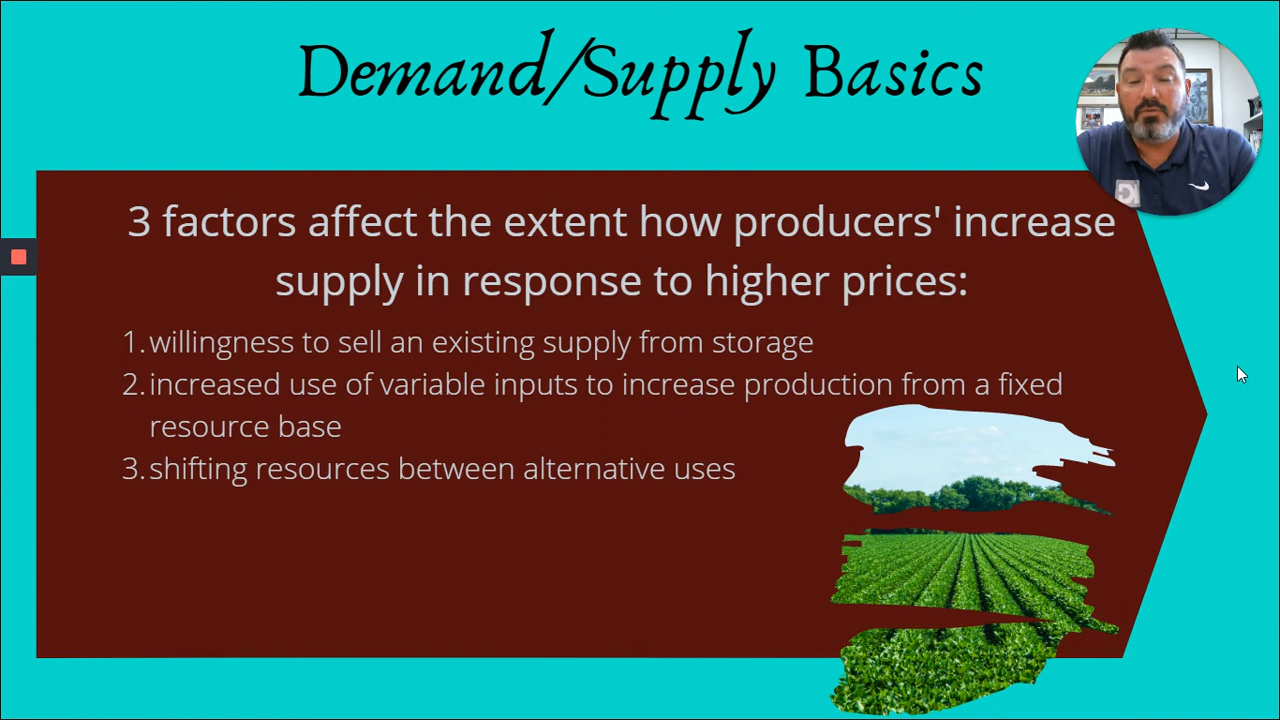 Demand/Supply Basics
3 factors affect the extent how producers' increase
supply in response to higher prices:
1. willingness to sell an existing supply from storage
2. increased use of variable inputs to increase production from a fixed
resource base
3. shifting resources between alternative uses